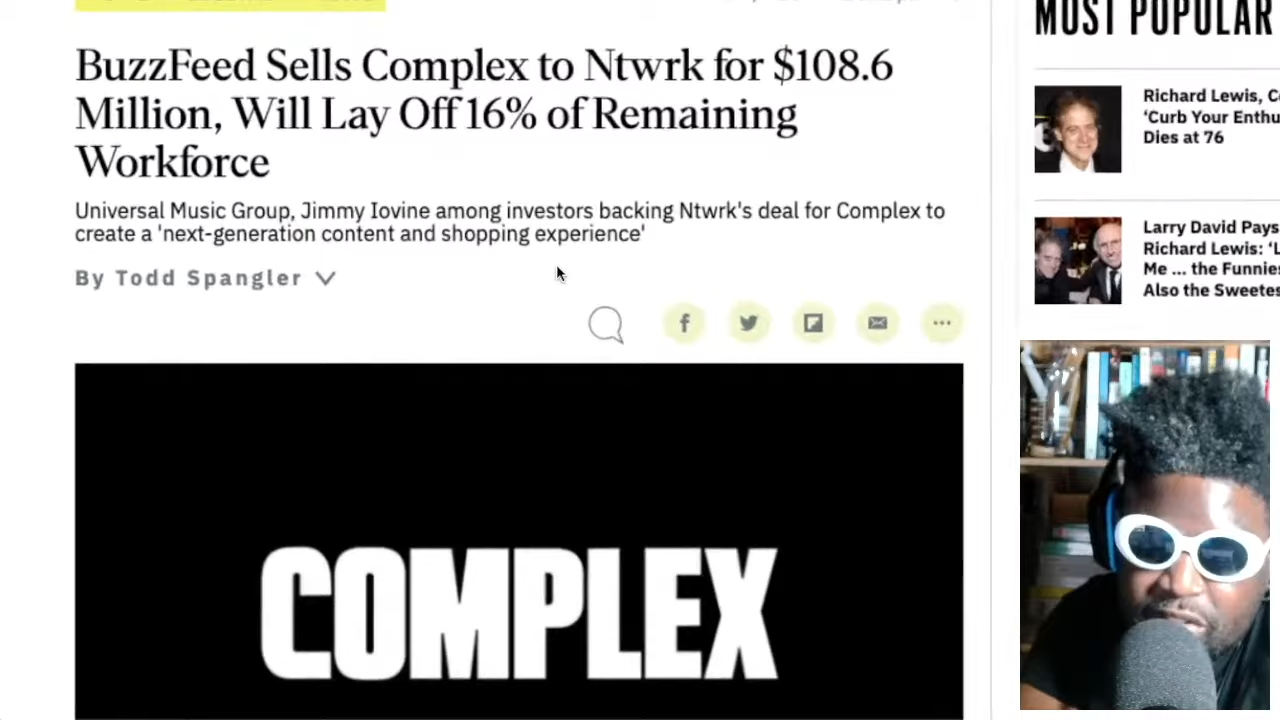 BuzzFeed Sells Complex to Ntwrk for $108.6
Million, Will Lay Off 16% of Remaining
Workforce
Universal Music Group, Jimmy Iovine among investors backing Ntwrk's deal for Complex to
create a 'next-generation content and shopping experience'
By Todd Spangler
COMPLEX
MOST POPULAR
Richard Lewis, C
‘Curb Your Enthu
Dies at 76
Larry David Pays
Richard Lewis: ‘L
Me ... the Funnies
Also the Sweetes